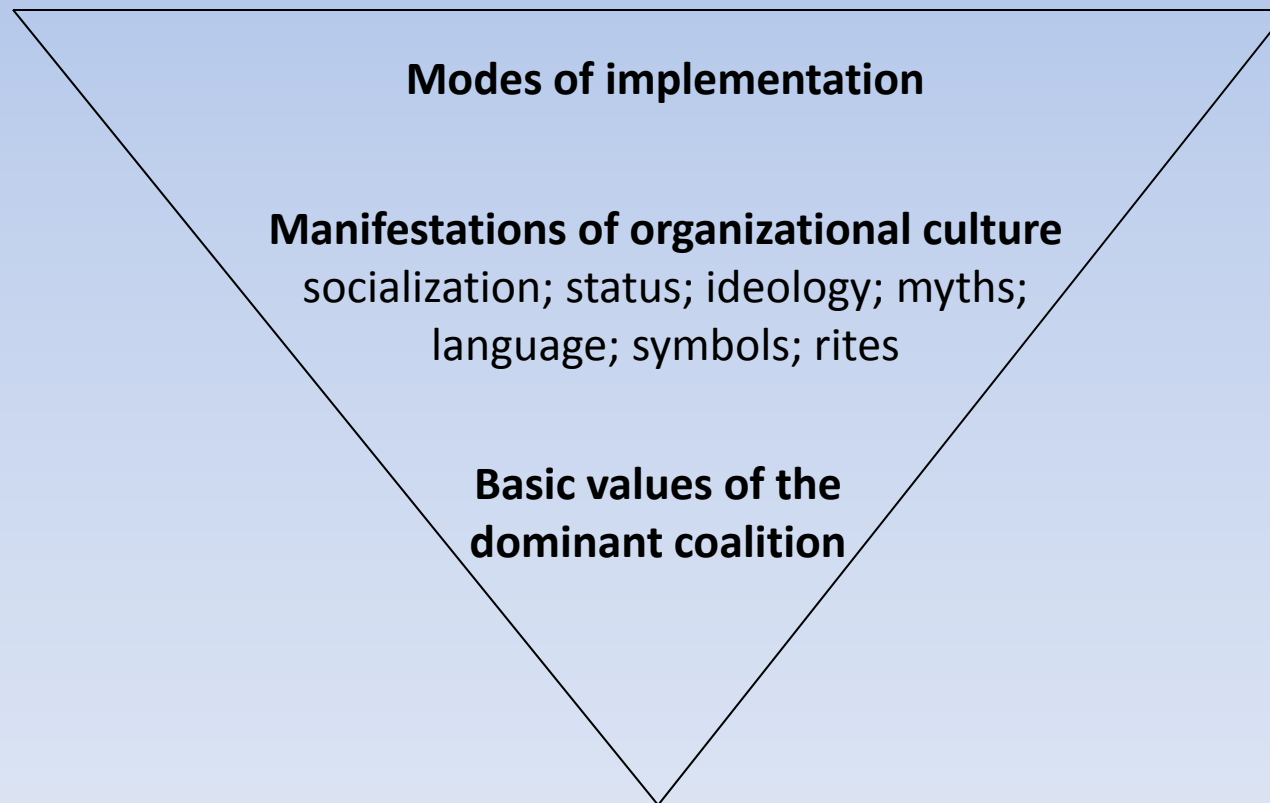 Modes of implementation
Manifestations of organizational culture
socialization; status; ideology; myths;
language; symbols; rites
Basic values of the
dominant coalition